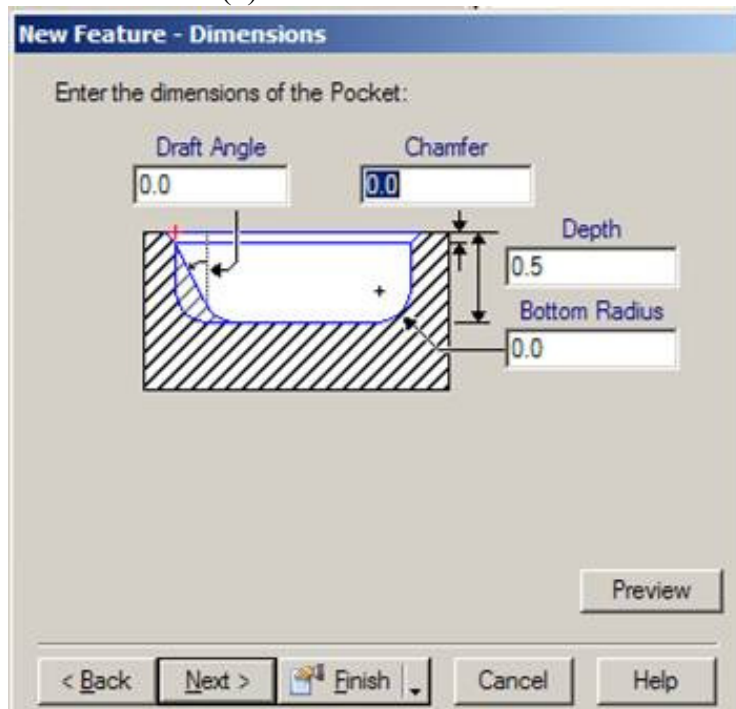 New Feature - Dimensions
Enter the dimensions of the Pocket:
Draft Angle
Chamfer
0.0
0.0
Depth
0.5
Bottom Radius
0.0
Preview
< Back
Next >
Finish
Cancel
Help